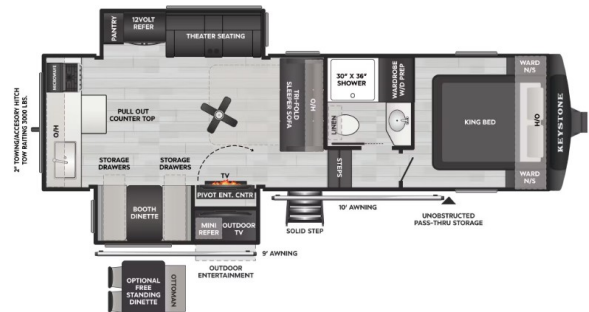 PANTRY
12VOLT
REFER
THEATER SEATING
2" TOWING/ACCESORY HITCH
TOW RAITING 3000 LBS.
MICROWAVE
O/H
PULL OUT
COUNTER TOP
TRI-FOLD
SLEEPER SOFA
O/H
30" X 36"
SHOWER
WARDROBE
W/D PREP
LINEN
WARD
N/S
KING BED
O/H
KEYSTONE
WARD
N/S
STORAGE
DRAWERS
STORAGE
DRAWERS
TV
PIVOT ENT. CNTR
STEPS
BOOTH
DINETTE
MINI
REFER
OUTDOOR
TV
SOLID STEP
10' AWNING
UNOBSTRUCTED
PASS-THRU STORAGE
9' AWNING
OUTDOOR
ENTERTAINMENT
OPTIONAL
FREE
STANDING
DINETTE
OTTOMAN